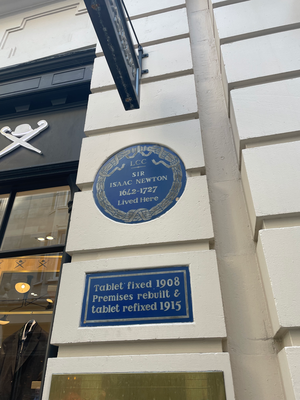 L.C.C.
SIR
ISAAC NEWTON
1642-1727
Lived Here
Tablet fixed 1908
Premises rebuilt &
tablet refixed 1915